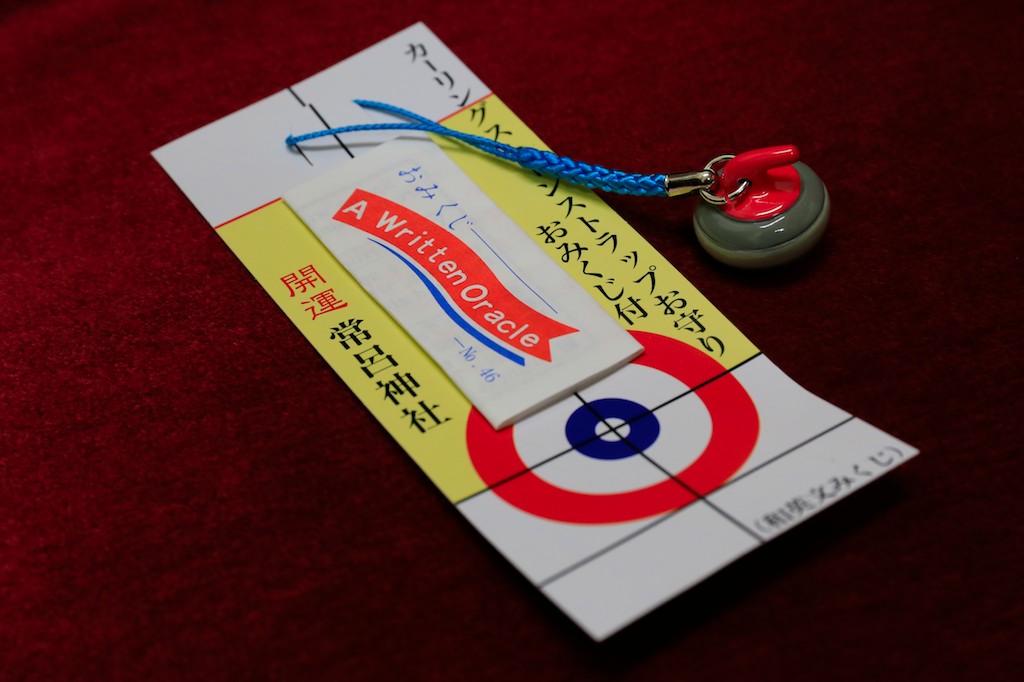 カーリングストーンストラップお守り
おみくじ付
おみくじ
A Written Oracle
開運
常呂神社
(和英文みくじ)